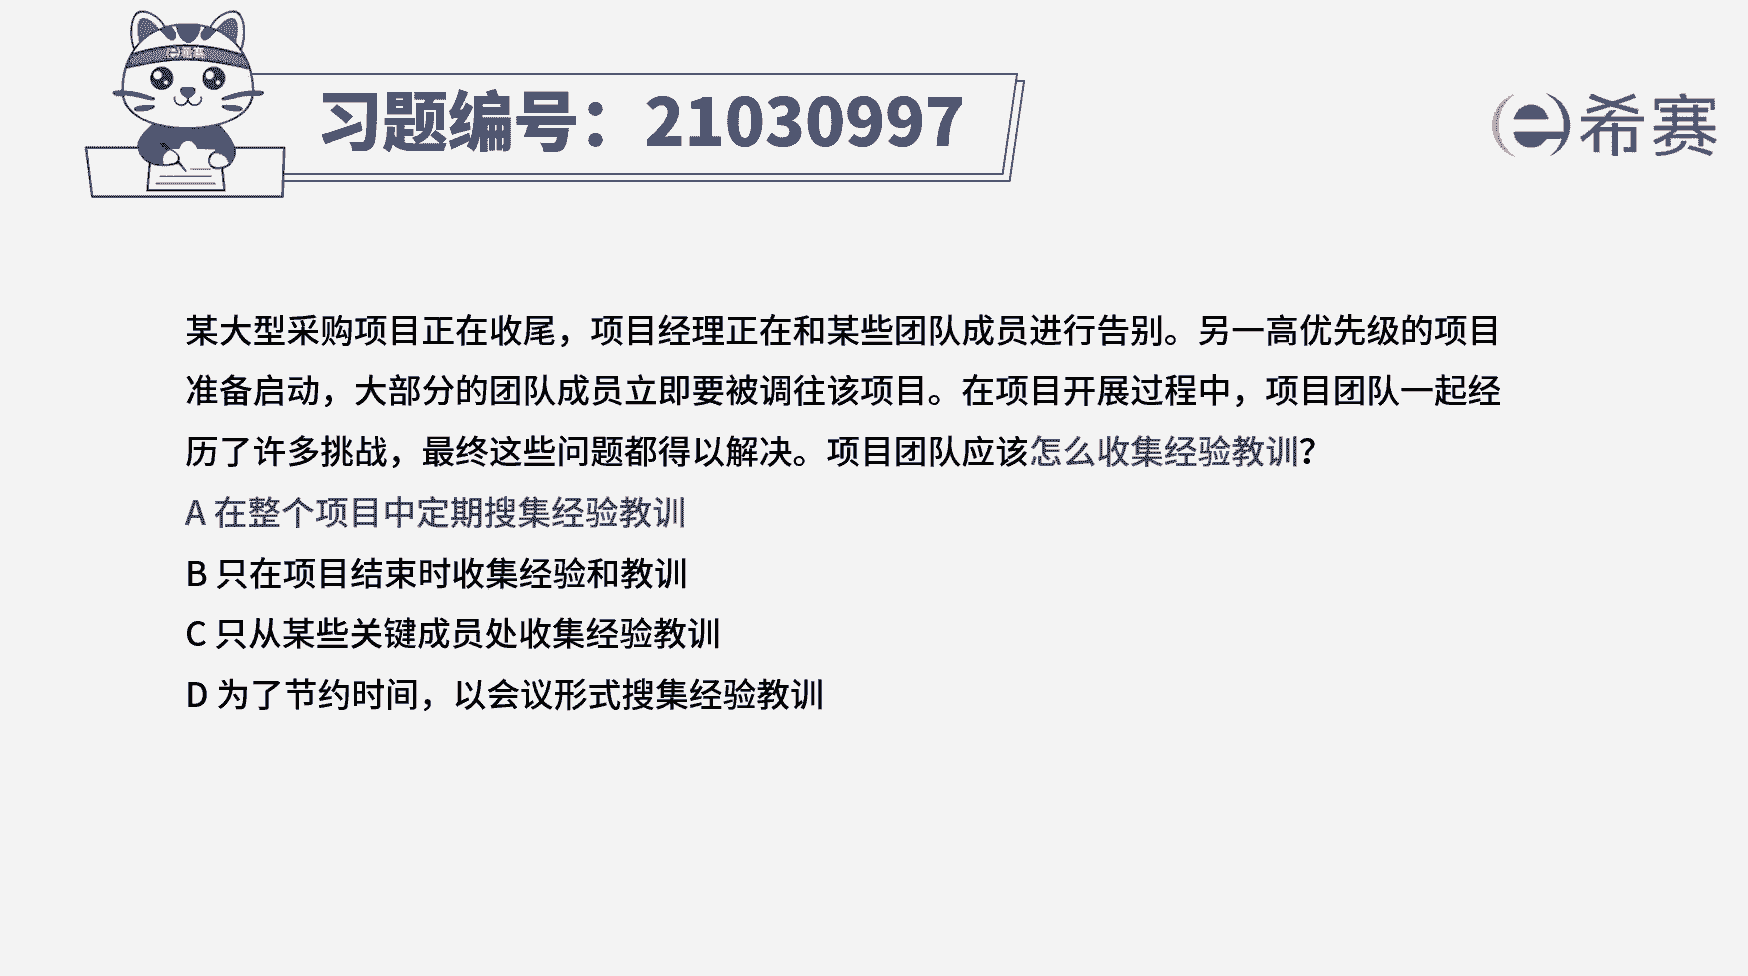 习题编号：21030997
希赛
某大型采购项目正在收尾，项目经理正在和某些团队成员进行告别。另一高优先级的项目
准备启动，大部分的团队成员立即要被调往该项目。在项目开展过程中，项目团队一起经
历了许多挑战，最终这些问题都得以解决。项目团队应该怎么收集经验教训？
A 在整个项目中定期搜集经验教训
B 只在项目结束时收集经验和教训
C 只从某些关键成员处收集经验教训
D 为了节约时间，以会议形式搜集经验教训